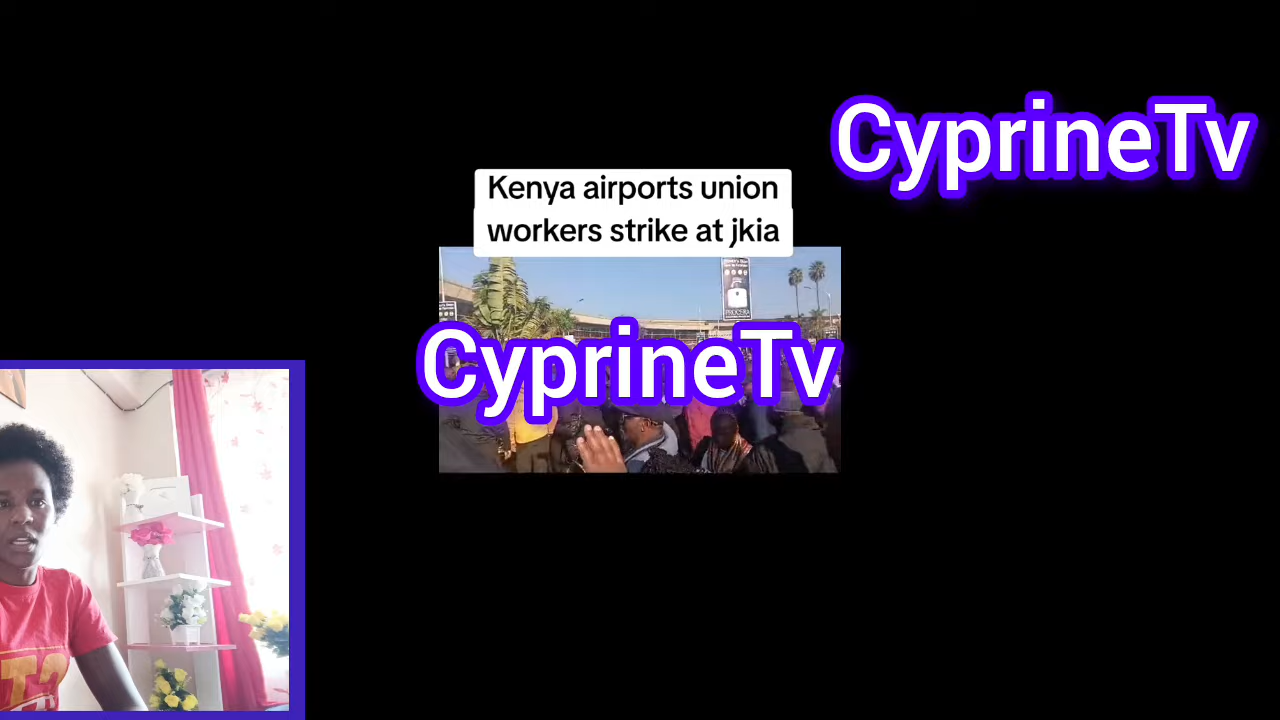 CyprineTv
Kenya airports union
workers strike at jkia
CyprineTv